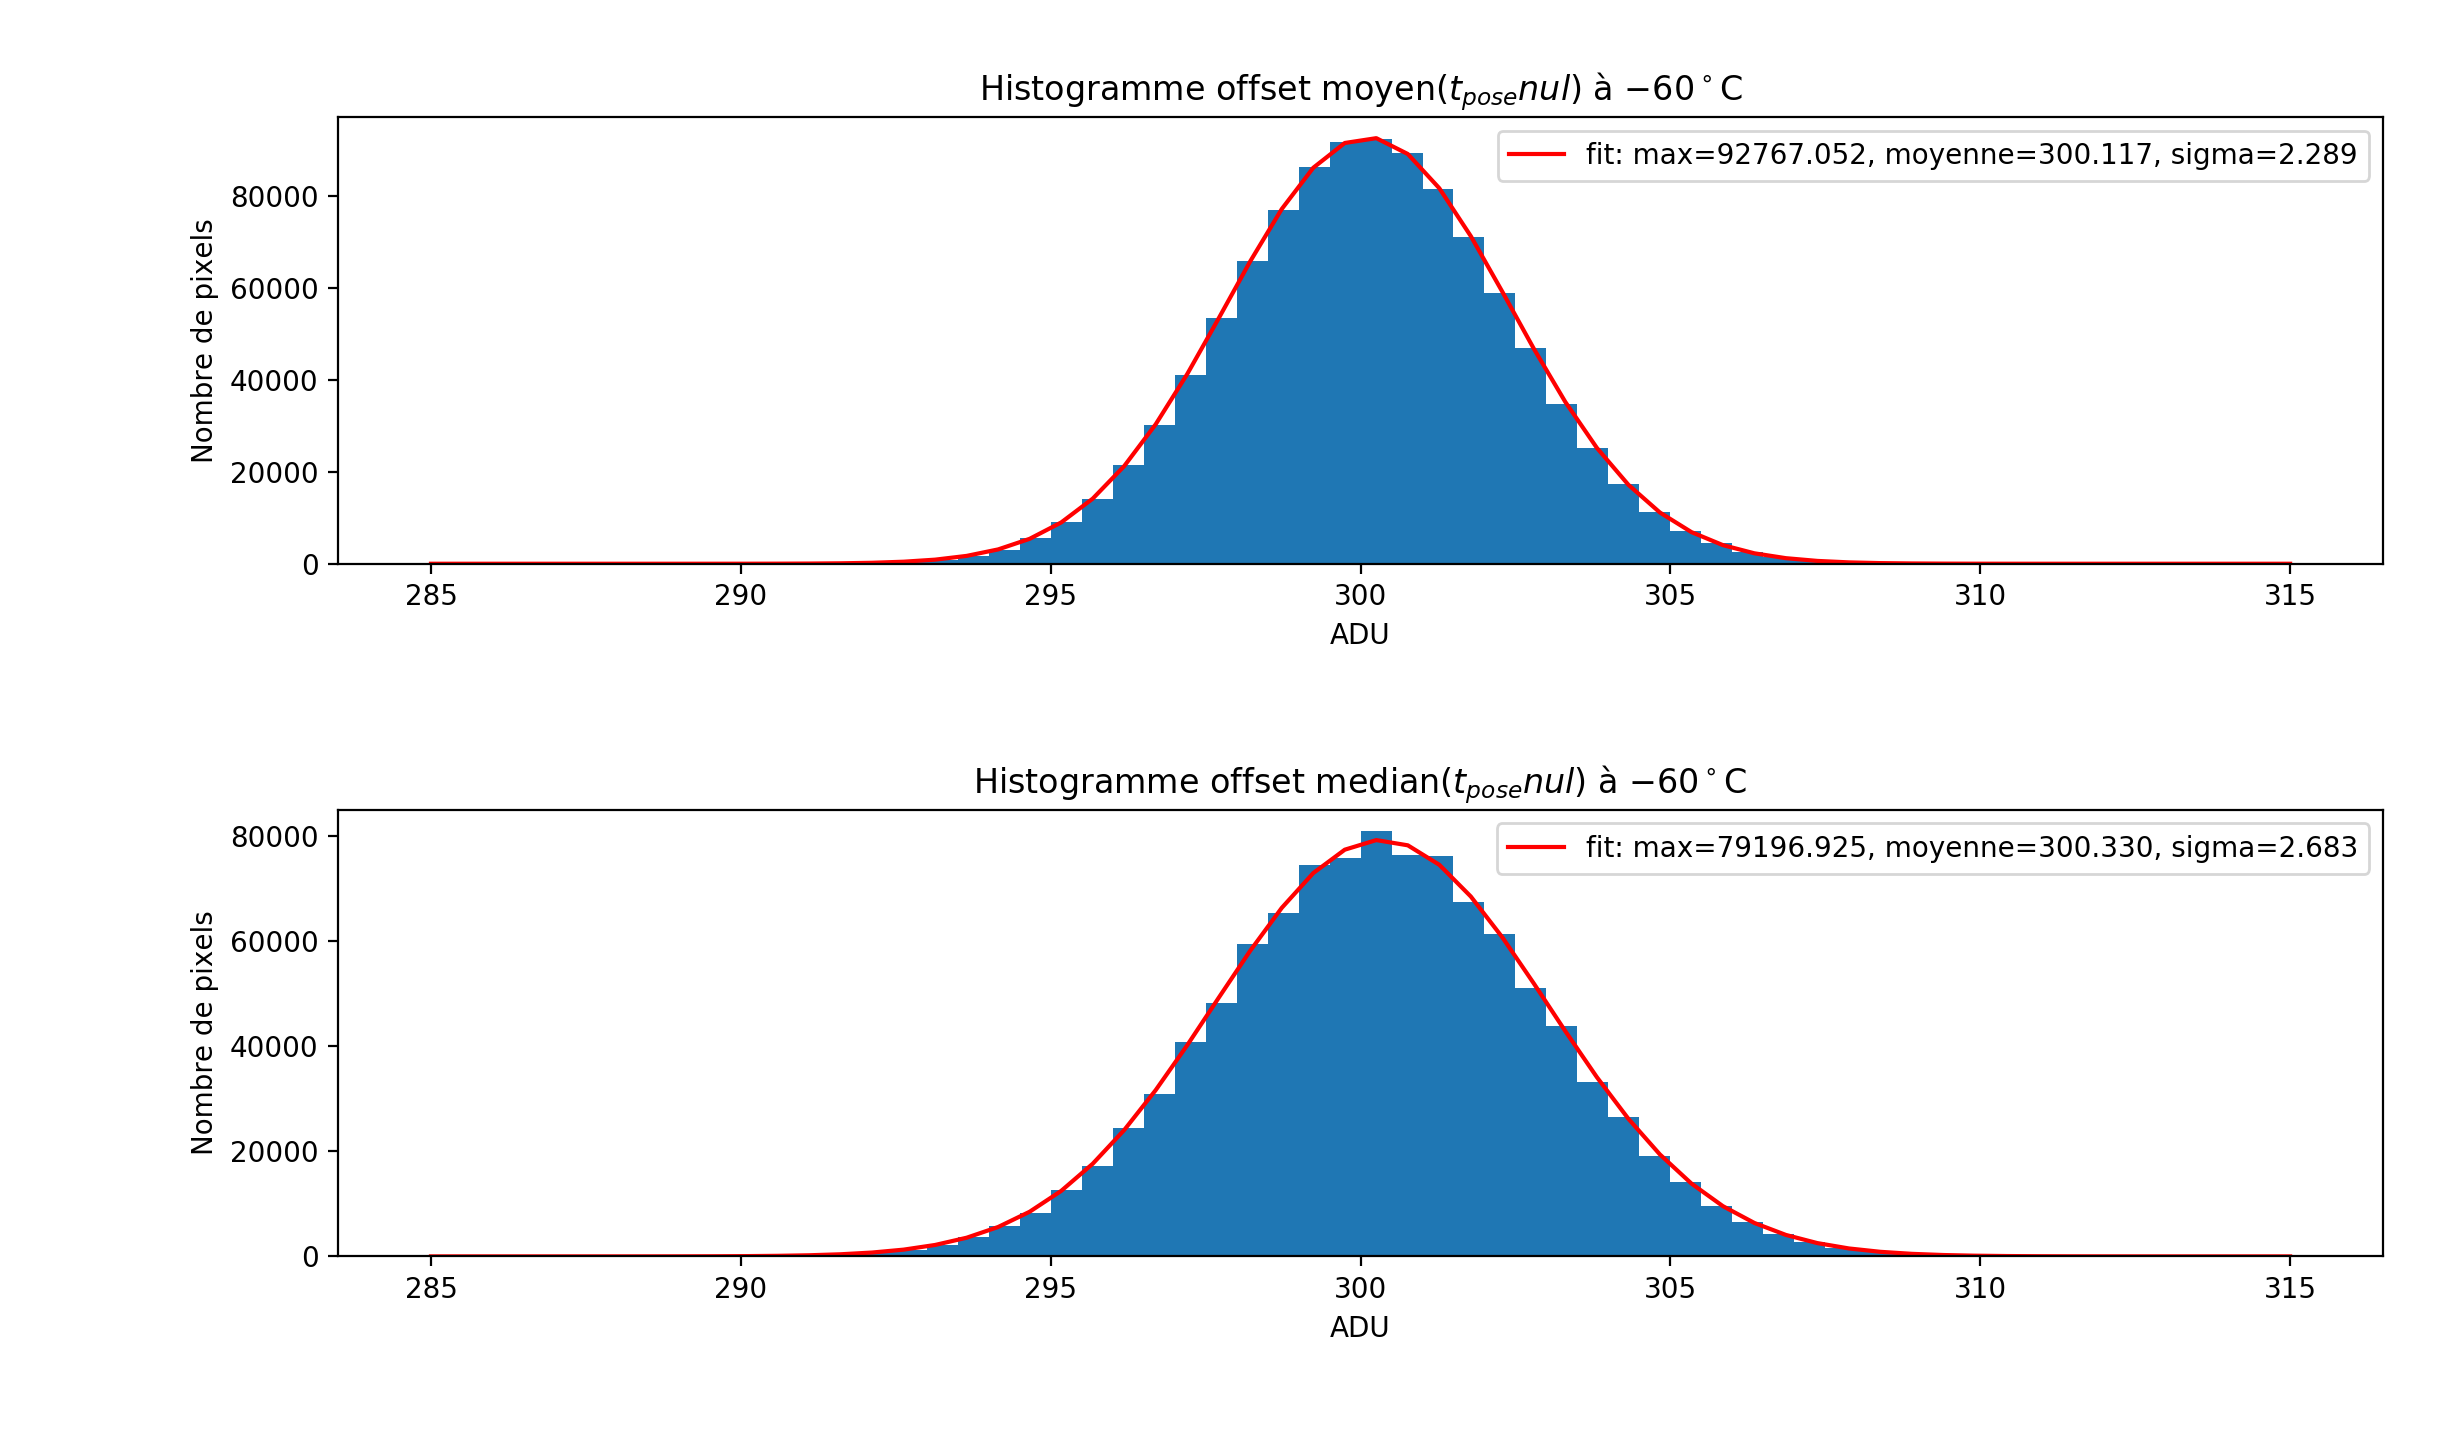 Histogramme offset moyen(t_pose nul) à −60°C
fit: max=92767.052, moyenne=300.117, sigma=2.289
Nombre de pixels
80000
60000
40000
20000
0
285 290 295 300 305 310 315
ADU
Histogramme offset median(t_pose nul) à −60°C
fit: max=79196.925, moyenne=300.330, sigma=2.683
Nombre de pixels
80000
60000
40000
20000
0
285 290 295 300 305 310 315
ADU